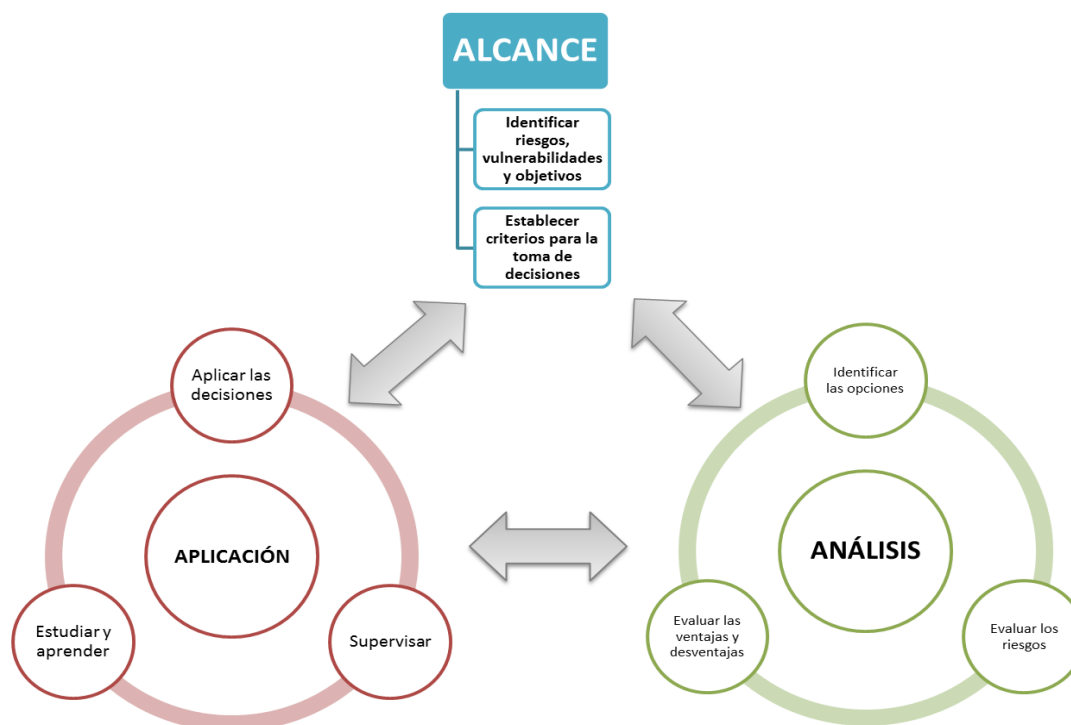 ALCANCE
Identificar
riesgos,
vulnerabilidades
y objetivos
Establecer
criterios para la
toma de
decisiones
Aplicar las
decisiones
APLICACIÓN
Estudiar y
aprender
Supervisar
Identificar
las opciones
ANÁLISIS
Evaluar las
ventajas y
desventajas
Evaluar los
riesgos